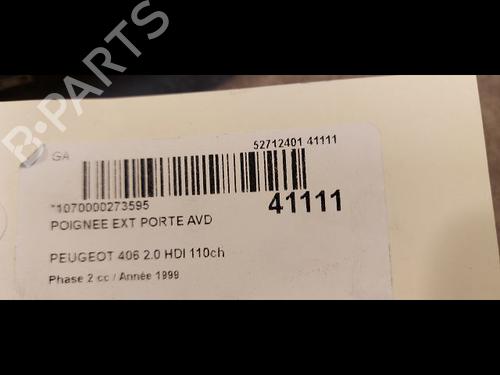 B-PARTS
GA
52712401 41111
*1070000273595
41111
POIGNEE EXT PORTE AVD
PEUGEOT 406 2.0 HDI 110ch
Phase 2 cc / Année 1999